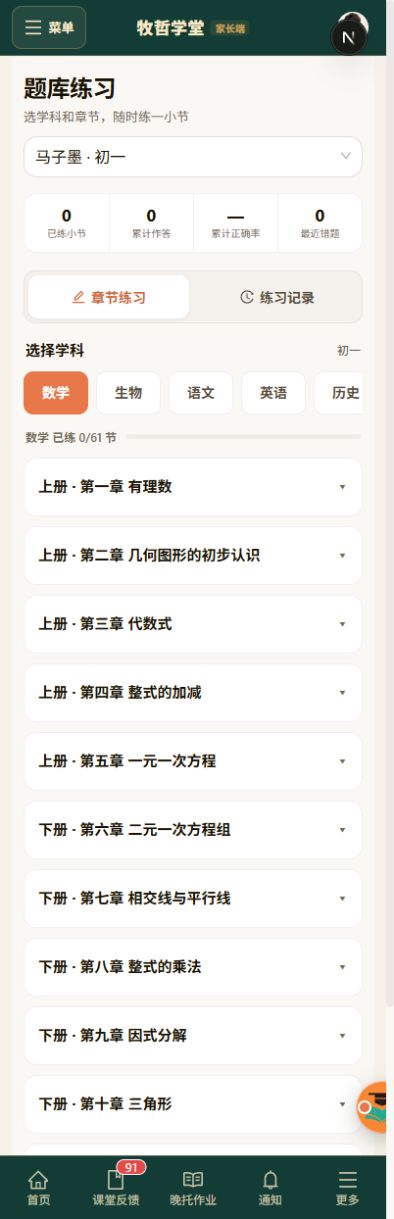 菜单
牧哲学堂 家长端
N
题库练习
选学科和章节，随时练一小节
马子墨 · 初一
0 0 — 0
已练小节 累计作答 累计正确率 最近错题
章节练习 练习记录
选择学科 初一
数学 生物 语文 英语 历史
数学 已练 0/61 节
上册 · 第一章 有理数
上册 · 第二章 几何图形的初步认识
上册 · 第三章 代数式
上册 · 第四章 整式的加减
上册 · 第五章 一元一次方程
下册 · 第六章 二元一次方程组
下册 · 第七章 相交线与平行线
下册 · 第八章 整式的乘法
下册 · 第九章 因式分解
下册 · 第十章 三角形
91
首页 课堂反馈 晚托作业 通知 更多